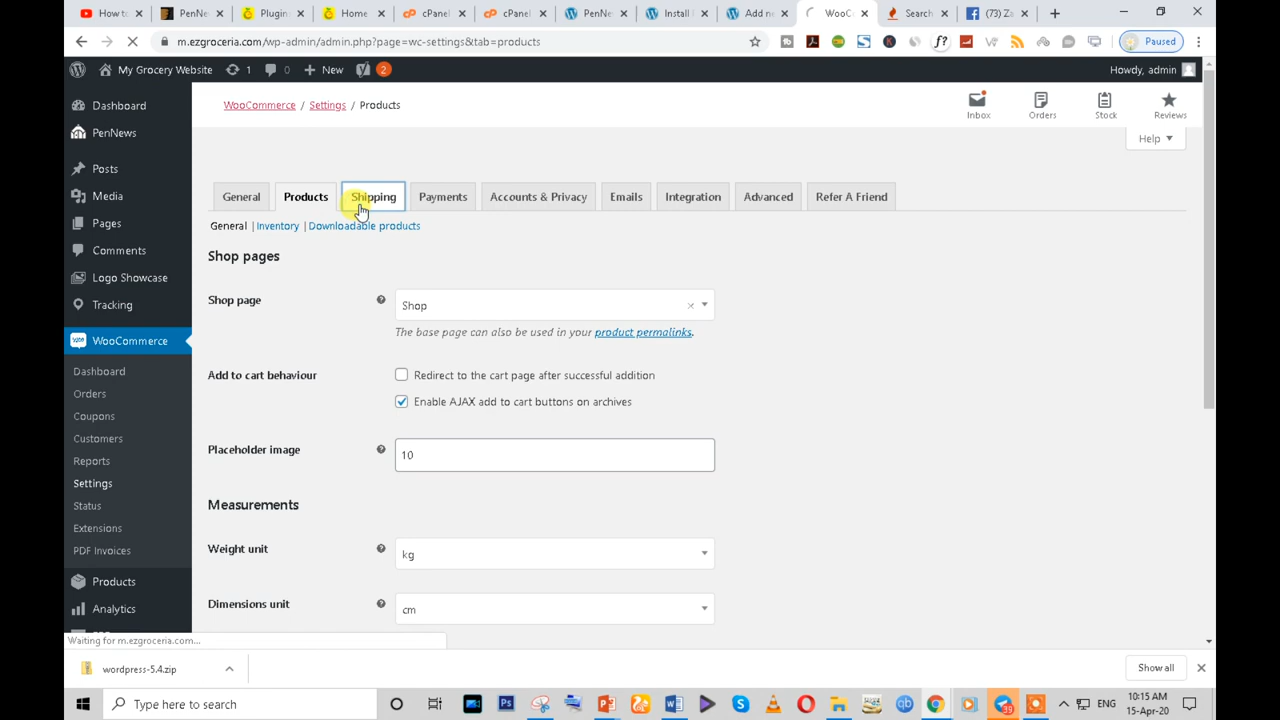 How to
PenNe
Plugin
Home
cPanel
cPanel
PenNe
Install
Add ne
WooC
Search
(73) Z
m.ezgroceria.com/wp-admin/admin.php?page=wc-settings&tab=products
Paused
My Grocery Website
1
0
New
2
Howdy, admin
Dashboard
PenNews
Posts
Media
Pages
Comments
Logo Showcase
Tracking
WooCommerce
Dashboard
Orders
Coupons
Customers
Reports
Settings
Status
Extensions
PDF Invoices
Products
Analytics
WooCommerce / Settings / Products
Inbox
Orders
Stock
Reviews
Help
General
Products
Shipping
Payments
Accounts & Privacy
Emails
Integration
Advanced
Refer A Friend
General | Inventory | Downloadable products
Shop pages
Shop page
Shop
The base page can also be used in your product permalinks.
Add to cart behaviour
Redirect to the cart page after successful addition
Enable AJAX add to cart buttons on archives
Placeholder image
10
Measurements
Weight unit
kg
Dimensions unit
cm
Waiting for m.ezgroceria.com...
wordpress-5.4.zip
Show all
Type here to search
39
ENG
10:15 AM
15-Apr-20